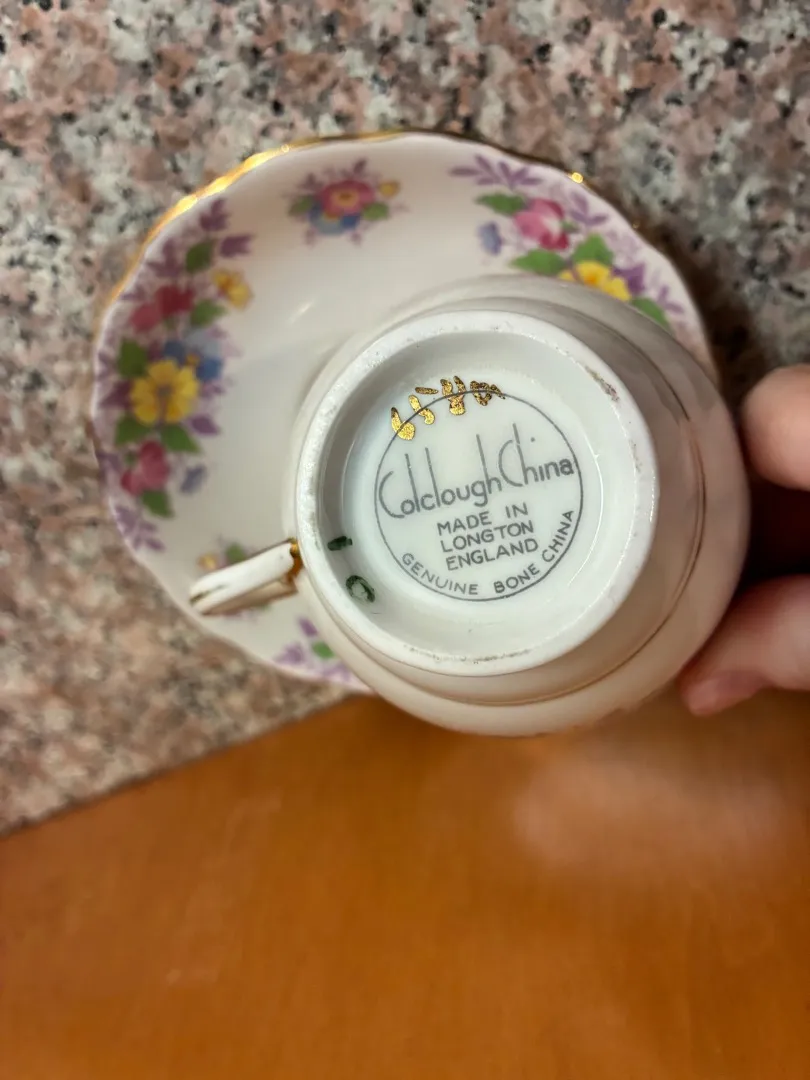 Colclough China
MADE IN
LONGTON
ENGLAND
GENUINE BONE CHINA